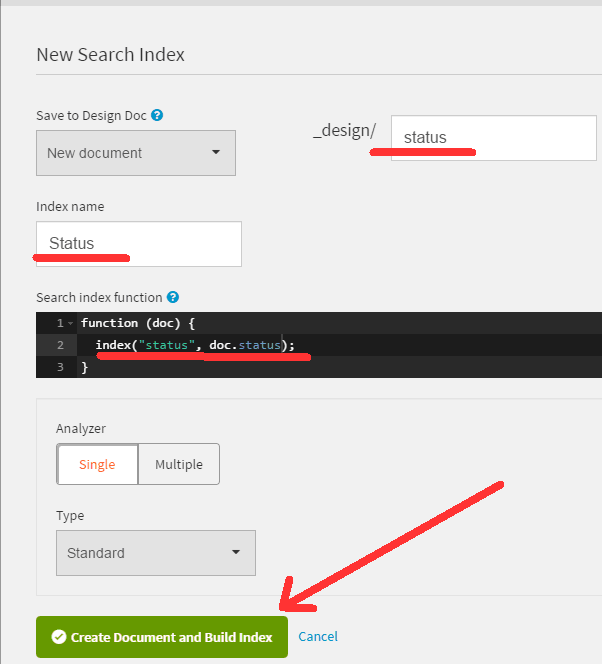 New Search Index
Save to Design Doc ?
New document
_design/ status
Index name
Status
Search index function ?
1 function (doc) {
2 index("status", doc.status);
3 }
Analyzer
Single Multiple
Type
Standard
Create Document and Build Index Cancel